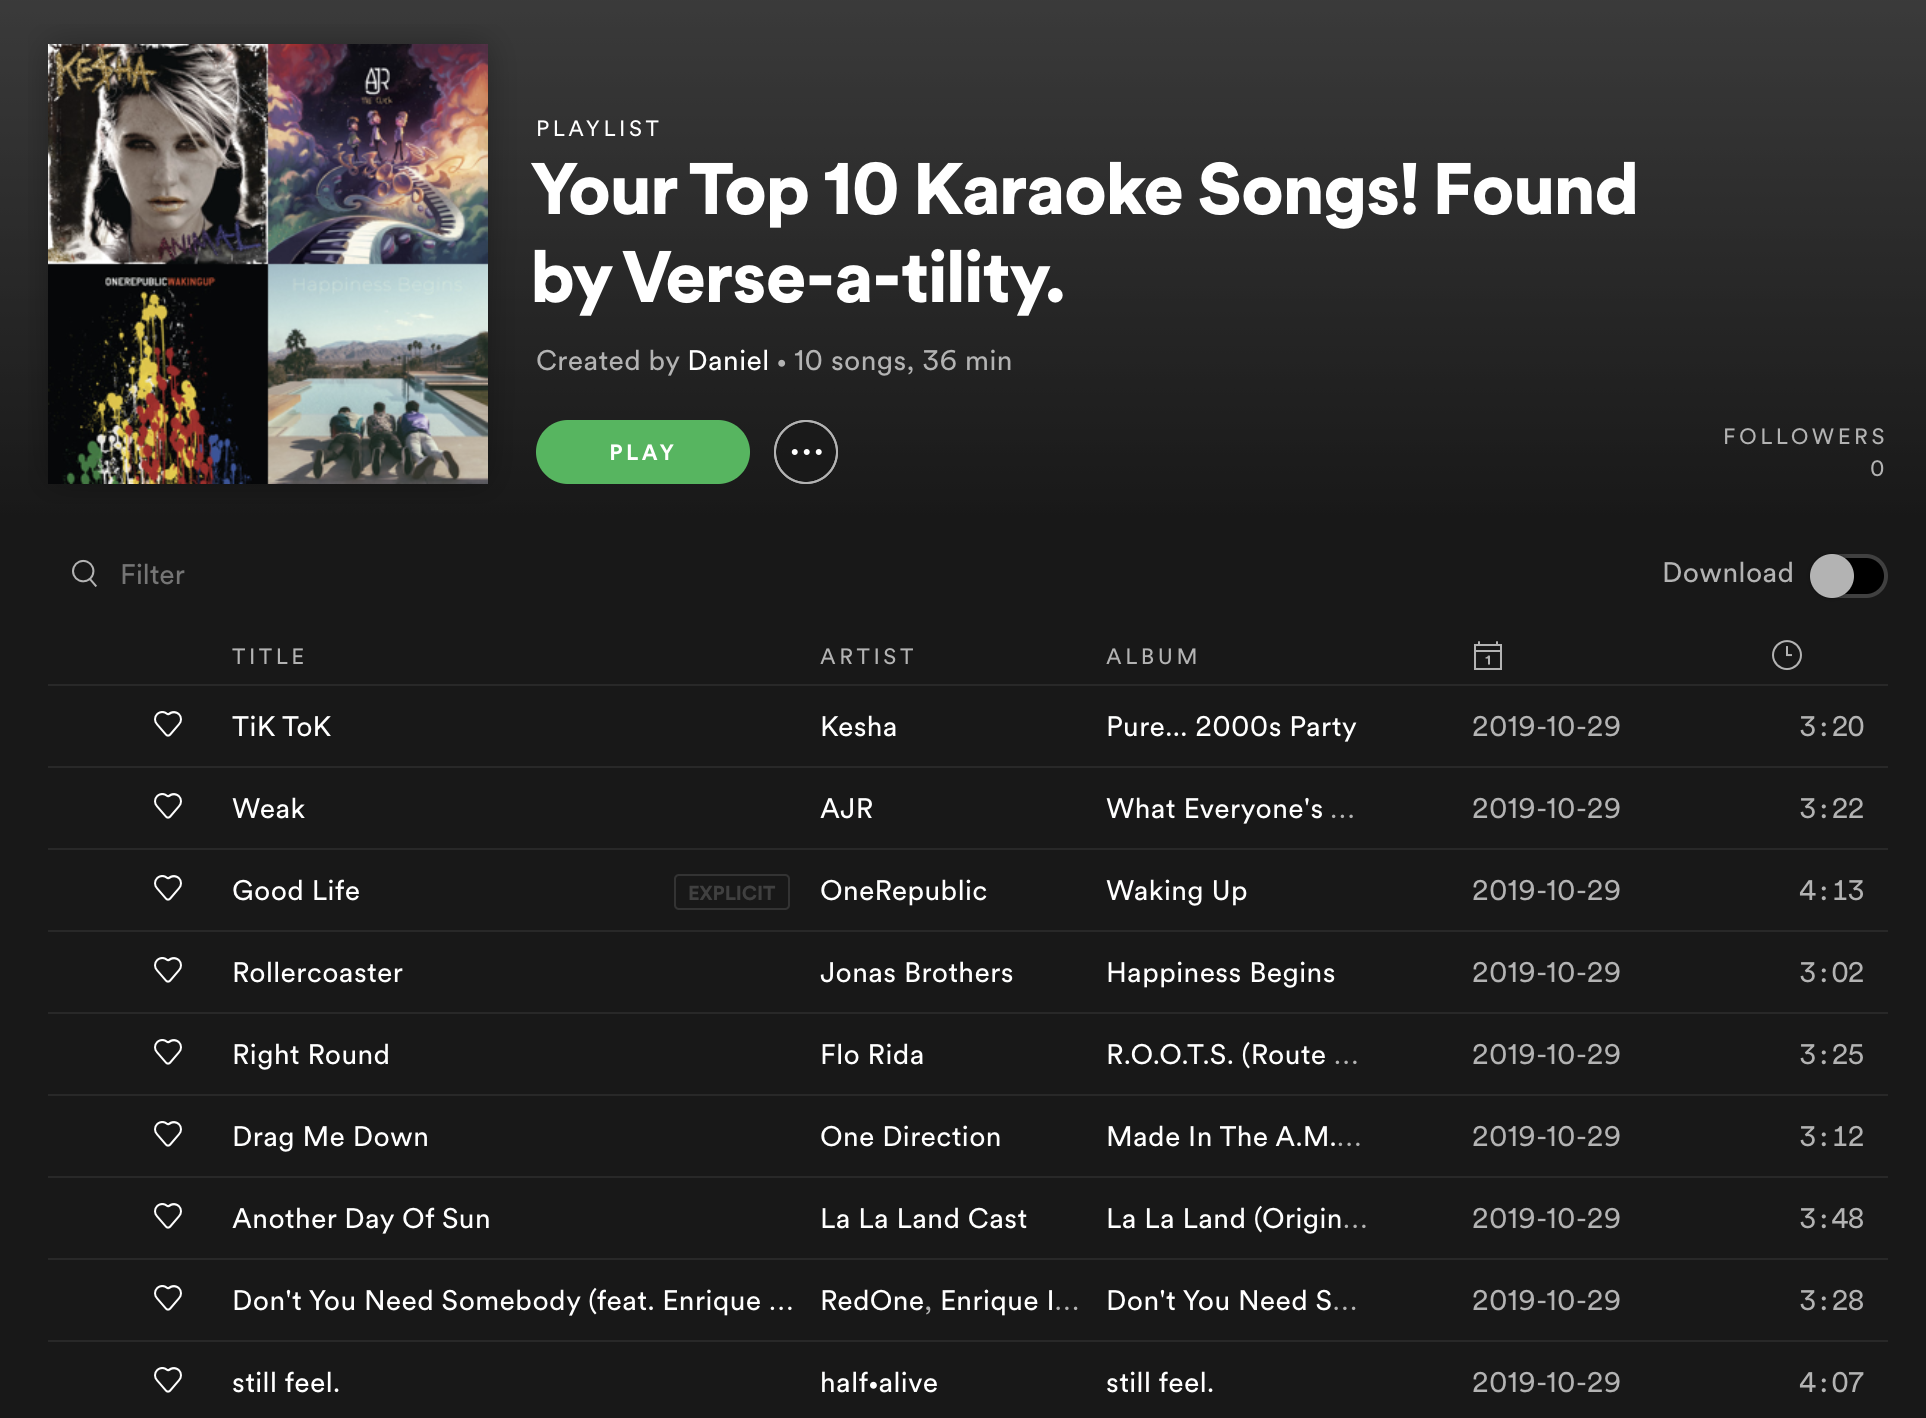 KE$HA
ANIMAL
AJR
THE CLICK
ONEREPUBLIC WAKING UP
Happiness Begins
PLAYLIST
Your Top 10 Karaoke Songs! Found
by Verse-a-tility.
Created by Daniel • 10 songs, 36 min
PLAY
FOLLOWERS
0
Filter
Download
TITLE ARTIST ALBUM 1
TiK ToK Kesha Pure... 2000s Party 2019-10-29 3:20
Weak AJR What Everyone's ... 2019-10-29 3:22
Good Life EXPLICIT OneRepublic Waking Up 2019-10-29 4:13
Rollercoaster Jonas Brothers Happiness Begins 2019-10-29 3:02
Right Round Flo Rida R.O.O.T.S. (Route ... 2019-10-29 3:25
Drag Me Down One Direction Made In The A.M.... 2019-10-29 3:12
Another Day Of Sun La La Land Cast La La Land (Origin... 2019-10-29 3:48
Don't You Need Somebody (feat. Enrique ... RedOne, Enrique I... Don't You Need S... 2019-10-29 3:28
still feel. half•alive still feel. 2019-10-29 4:07